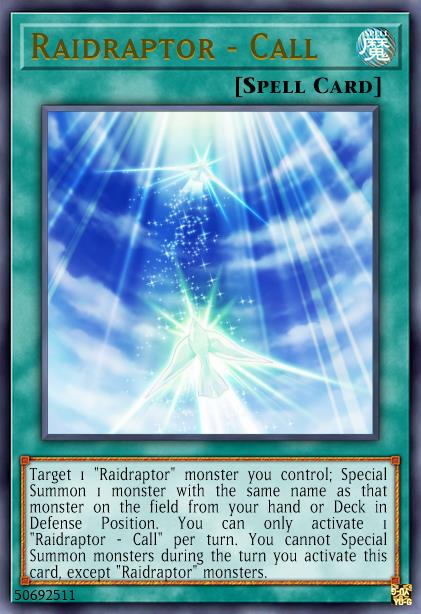 Raidraptor - Call
魔
[Spell Card]
Target 1 "Raidraptor" monster you control; Special
Summon 1 monster with the same name as that
monster on the field from your hand or Deck in
Defense Position. You can only activate 1
"Raidraptor - Call" per turn. You cannot Special
Summon monsters during the turn you activate this
card, except "Raidraptor" monsters.
50692511